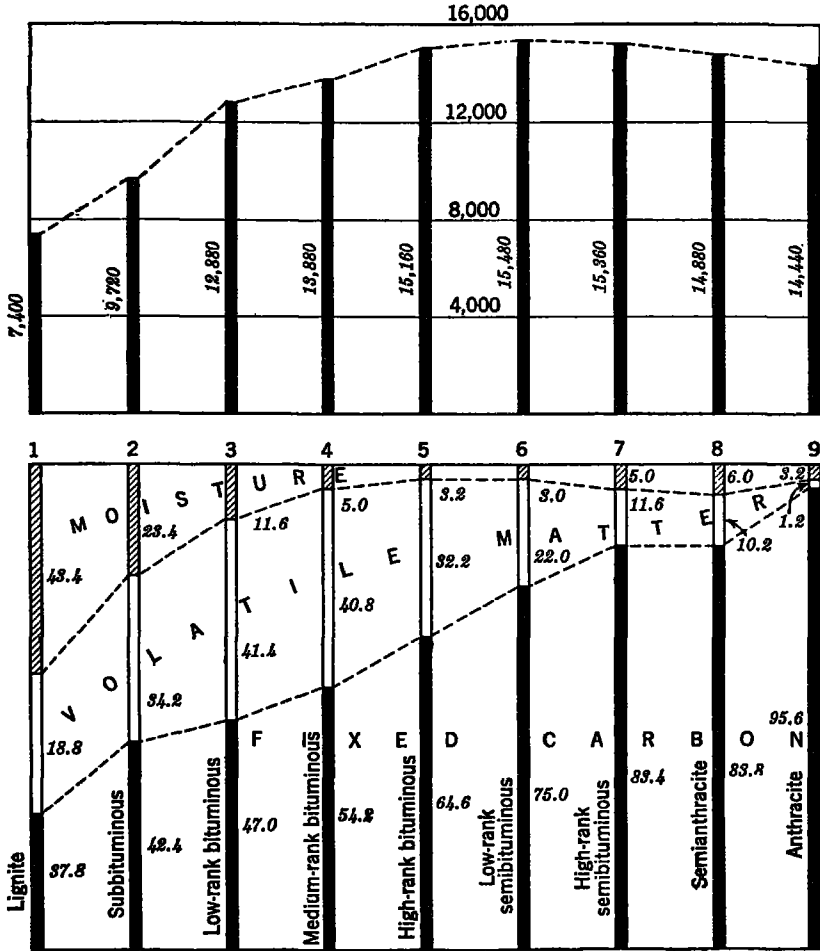 16,000
12,000
8,000
4,000
7,400
9,720
12,880
13,880
15,160
15,480
15,360
14,880
14,440
1 2 3 4 5 6 7 8 9
MOISTURE
43.4
23.4
11.6
5.0
3.2
3.0
5.0
6.0
3.2
VOLATILE MATTER
18.8
34.2
41.4
40.8
32.2
22.0
11.6
10.2
1.2
FIXED CARBON
37.8
42.4
47.0
54.2
64.6
75.0
83.4
83.8
95.6
Lignite
Subbituminous
Low-rank bituminous
Medium-rank bituminous
High-rank bituminous
Low-rank
semibituminous
High-rank
semibituminous
Semianthracite
Anthracite